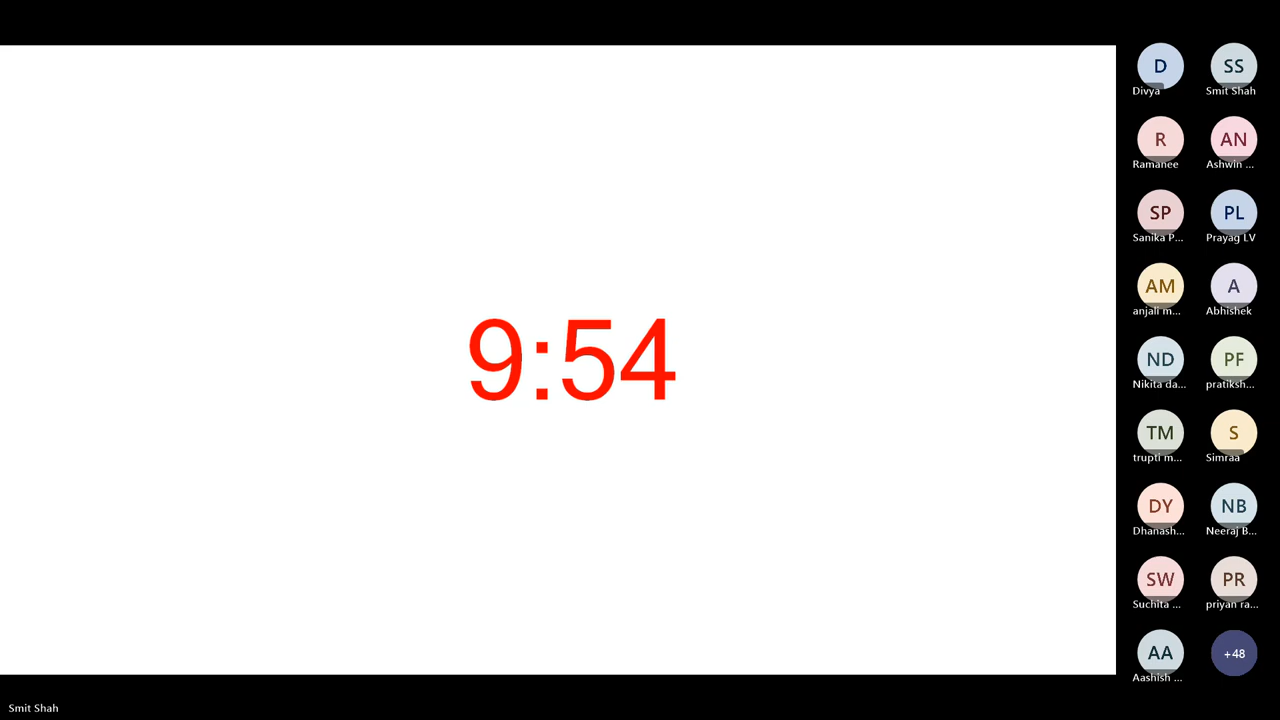 D SS
Divya Smit Shah
R AN
Ramanee Ashwin ...
SP PL
Sanika P... Prayag LV
AM A
anjali m... Abhishek
9:54
ND PF
Nikita da... pratiksh...
TM S
trupti m... Simraa
DY NB
Dhanash... Neeraj B...
SW PR
Suchita ... priyan ra...
AA +48
Aashish ...
Smit Shah